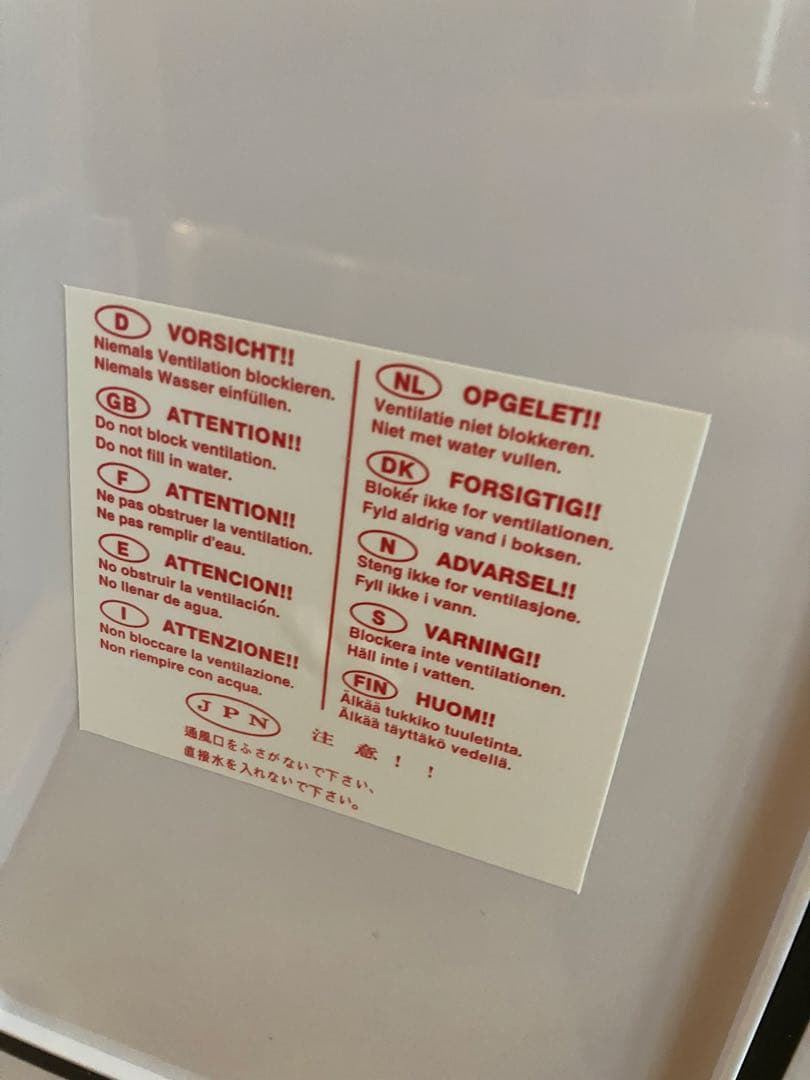 D VORSICHT!!
Niemals Ventilation blockieren.
Niemals Wasser einfüllen.
GB ATTENTION!!
Do not block ventilation.
Do not fill in water.
F ATTENTION!!
Ne pas obstruer la ventilation.
Ne pas remplir d'eau.
E ATTENCION!!
No obstruir la ventilación.
No llenar de agua.
I ATTENZIONE!!
Non bloccare la ventilazione.
Non riempire con acqua.
NL OPGELET!!
Ventilatie niet blokkeren.
Niet met water vullen.
DK FORSIGTIG!!
Blokér ikke for ventilationen.
Fyld aldrig vand i boksen.
N ADVARSEL!!
Steng ikke for ventilasjone.
Fyll ikke i vann.
S VARNING!!
Blockera inte ventilationen.
Häll inte i vatten.
FIN HUOM!!
Älkää tukkiko tuuletinta.
Älkää täyttäkö vedellä.
JPN 注意!!
通風口をふさがないで下さい、
直接水を入れないで下さい。